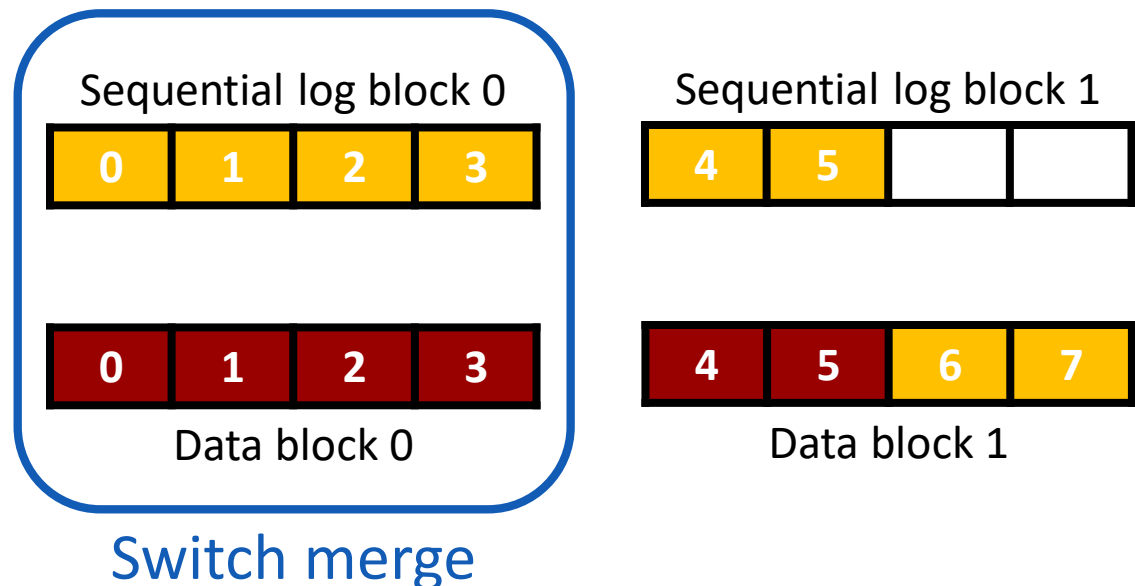 Sequential log block 0
0 1 2 3
0 1 2 3
Data block 0
Switch merge
Sequential log block 1
4 5
4 5 6 7
Data block 1